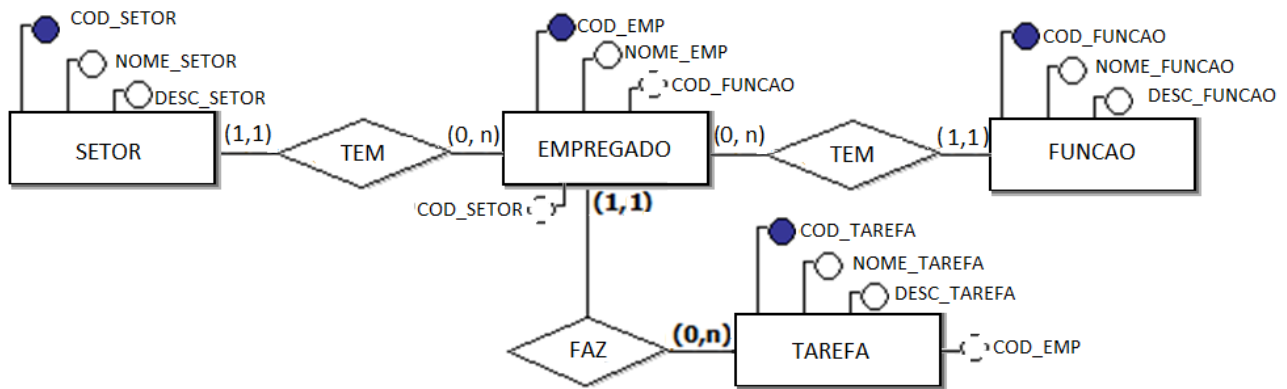 COD_SETOR
NOME_SETOR
DESC_SETOR
SETOR
(1,1)
TEM
(0, n)
COD_EMP
NOME_EMP
COD_FUNCAO
EMPREGADO
COD_SETOR
(1,1)
(0, n)
TEM
(1,1)
COD_FUNCAO
NOME_FUNCAO
DESC_FUNCAO
FUNCAO
FAZ
(0,n)
COD_TAREFA
NOME_TAREFA
DESC_TAREFA
TAREFA
COD_EMP